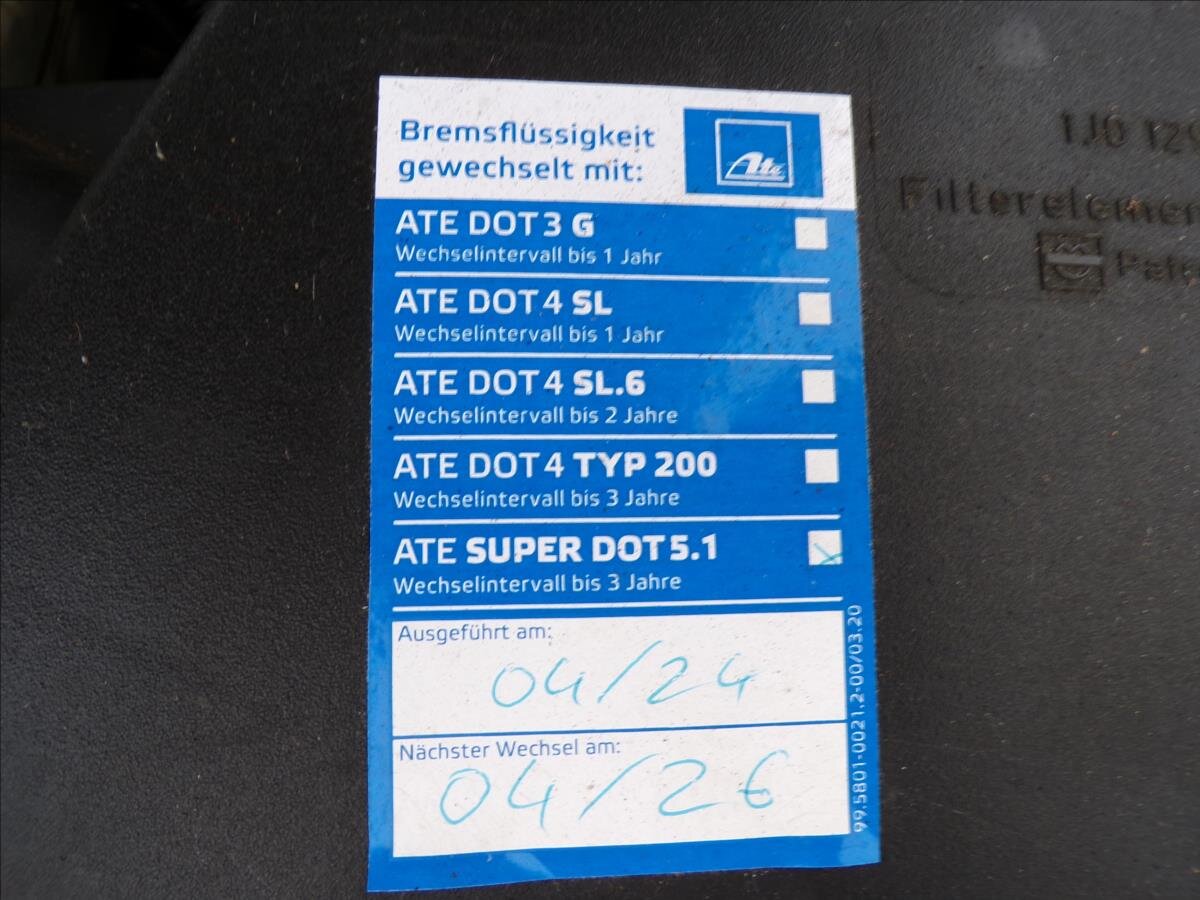 Bremsflüssigkeit
gewechselt mit:
Ate
ATE DOT 3 G
Wechselintervall bis 1 Jahr
ATE DOT 4 SL
Wechselintervall bis 1 Jahr
ATE DOT 4 SL.6
Wechselintervall bis 2 Jahre
ATE DOT 4 TYP 200
Wechselintervall bis 3 Jahre
ATE SUPER DOT 5.1
Wechselintervall bis 3 Jahre
Ausgeführt am:
04/24
Nächster Wechsel am:
04/26
99.5801-0021.2-00/03.20
1J0 129
Filterelemen